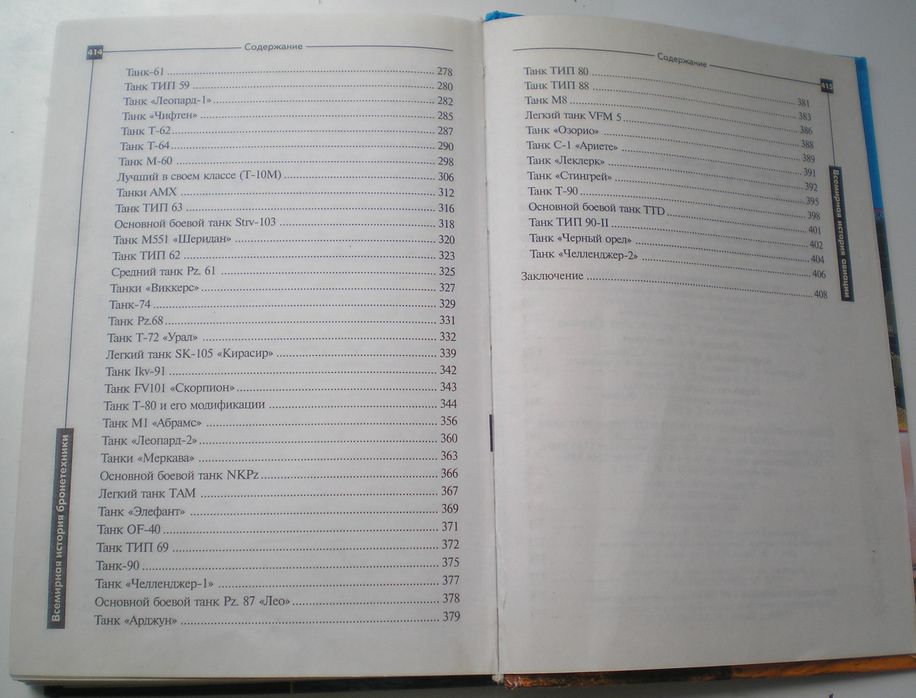 414
Содержание
Танк-61 ... 278
Танк ТИП 59 ... 280
Танк «Леопард-1» ... 282
Танк «Чифтен» ... 285
Танк Т-62 ... 287
Танк Т-64 ... 290
Танк М-60 ... 298
Лучший в своем классе (Т-10М) ... 306
Танки АМХ ... 312
Танк ТИП 63 ... 316
Основной боевой танк Strv-103 ... 318
Танк М551 «Шеридан» ... 320
Танк ТИП 62 ... 323
Средний танк Pz. 61 ... 325
Танки «Виккерс» ... 327
Танк-74 ... 329
Танк Pz.68 ... 331
Танк Т-72 «Урал» ... 332
Легкий танк SK-105 «Кирасир» ... 339
Танк Ikv-91 ... 342
Танк FV101 «Скорпион» ... 343
Танк Т-80 и его модификации ... 344
Танк М1 «Абрамс» ... 356
Танк «Леопард-2» ... 360
Танки «Меркава» ... 363
Основной боевой танк NKPz ... 366
Легкий танк ТАМ ... 367
Танк «Элефант» ... 369
Танк OF-40 ... 371
Танк ТИП 69 ... 372
Танк-90 ... 375
Танк «Челленджер-1» ... 377
Основной боевой танк Pz. 87 «Лео» ... 378
Танк «Арджун» ... 379
Всемирная история бронетехники
Содержание
415
Танк ТИП 80 ... 381
Танк ТИП 88 ... 383
Танк М8 ... 386
Легкий танк VFM 5 ... 388
Танк «Озорио» ... 389
Танк С-1 «Ариете» ... 391
Танк «Леклерк» ... 392
Танк «Стингрей» ... 395
Танк Т-90 ... 398
Основной боевой танк TTD ... 401
Танк ТИП 90-II ... 402
Танк «Черный орел» ... 404
Танк «Челленджер-2» ... 406
Заключение ... 408
Всемирная история авиации